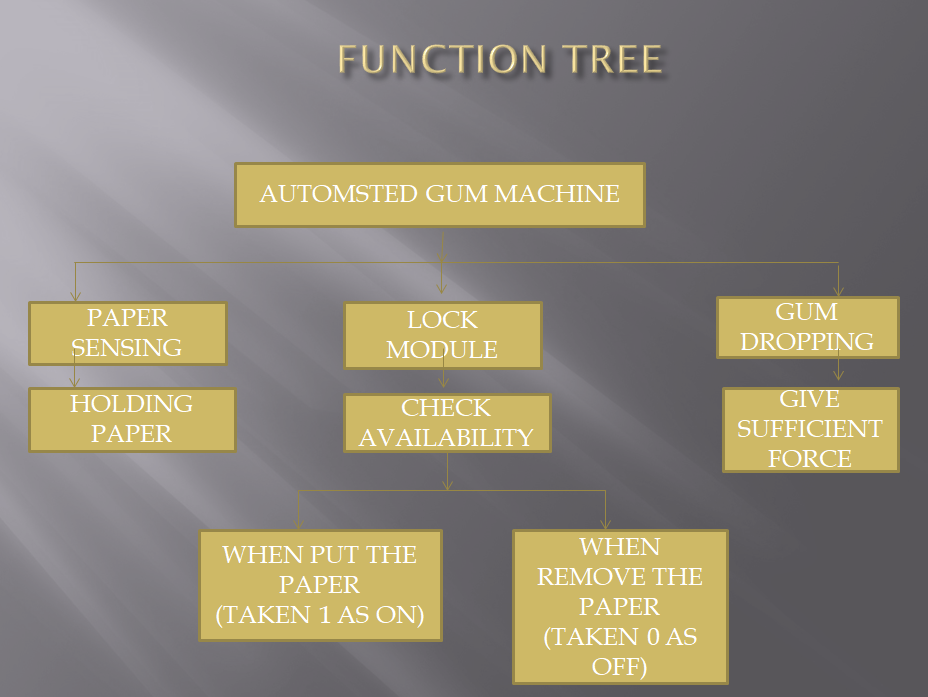 FUNCTION TREE
AUTOMSTED GUM MACHINE
PAPER
SENSING
LOCK
MODULE
GUM
DROPPING
HOLDING
PAPER
CHECK
AVAILABILITY
GIVE
SUFFICIENT
FORCE
WHEN PUT THE
PAPER
(TAKEN 1 AS ON)
WHEN
REMOVE THE
PAPER
(TAKEN 0 AS
OFF)